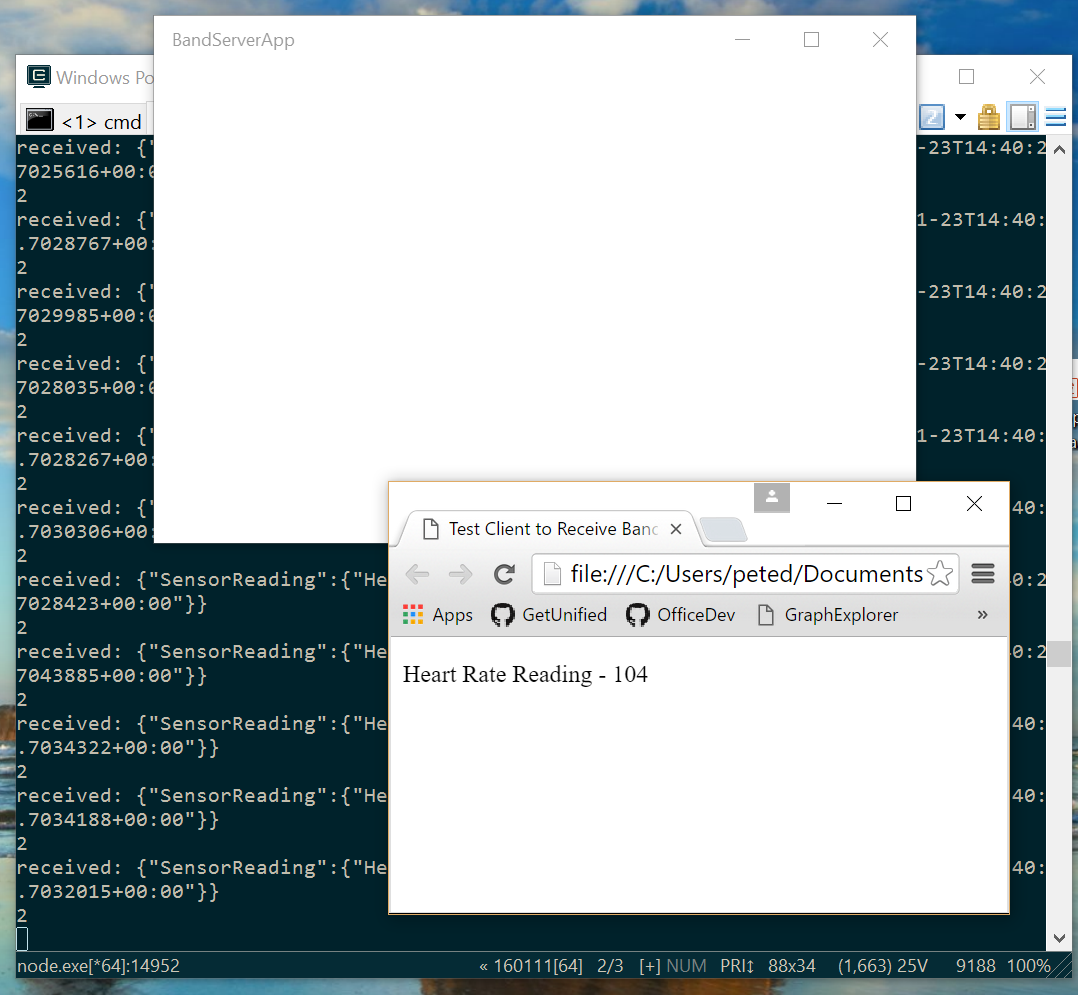 BandServerApp
Windows Po
<1> cmd
2
received: {" -23T14:40:2
7025616+00:0
2
received: {" 1-23T14:40:
.7028767+00:
2
received: {" -23T14:40:2
7029985+00:0
2
received: {" -23T14:40:2
7028035+00:0
2
received: {" 1-23T14:40:
.7028267+00:
2
received: {" 40:
.7030306+00:
2
received: {"SensorReading":{"He 0:2
7028423+00:00"}}
2
received: {"SensorReading":{"He 0:2
7043885+00:00"}}
2
received: {"SensorReading":{"He 40:
.7034322+00:00"}}
2
received: {"SensorReading":{"He 40:
.7034188+00:00"}}
2
received: {"SensorReading":{"He 40:
.7032015+00:00"}}
2
Test Client to Receive Banc
file:///C:/Users/peted/Documents
Apps GetUnified OfficeDev GraphExplorer »
Heart Rate Reading - 104
node.exe[*64]:14952 « 160111[64] 2/3 [+] NUM PRI↕ 88x34 (1,663) 25V 9188 100%